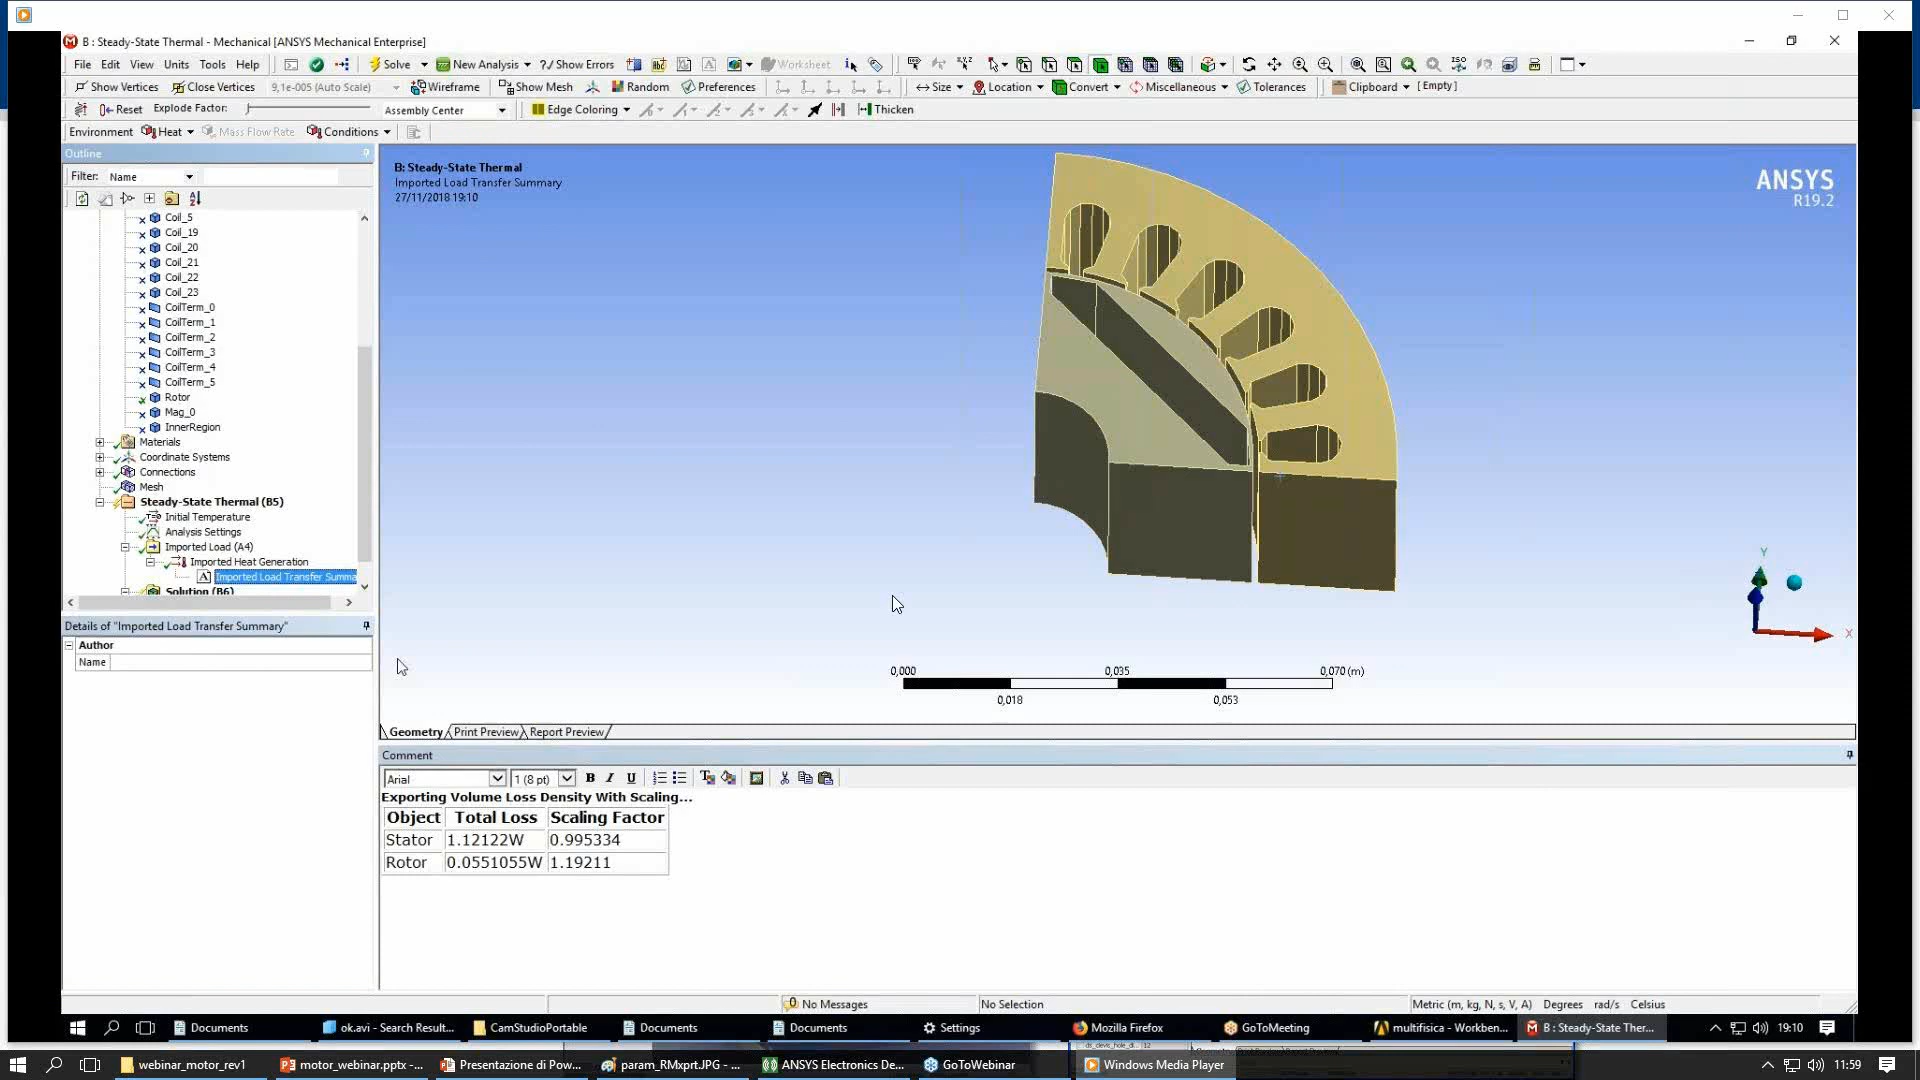 B : Steady-State Thermal - Mechanical [ANSYS Mechanical Enterprise]
File Edit View Units Tools Help Solve New Analysis ?/Show Errors Worksheet
Show Vertices Close Vertices 9,1e-005 (Auto Scale) Wireframe Show Mesh Random Preferences Size Location Convert Miscellaneous Tolerances Clipboard [ Empty ]
Reset Explode Factor: Assembly Center Edge Coloring Thicken
Environment Heat Mass Flow Rate Conditions
Outline
Filter: Name
Coil_5
Coil_19
Coil_20
Coil_21
Coil_22
Coil_23
CoilTerm_0
CoilTerm_1
CoilTerm_2
CoilTerm_3
CoilTerm_4
CoilTerm_5
Rotor
Mag_0
InnerRegion
Materials
Coordinate Systems
Connections
Mesh
Steady-State Thermal (B5)
Initial Temperature
Analysis Settings
Imported Load (A4)
Imported Heat Generation
Imported Load Transfer Summa
Solution (B6)
Details of "Imported Load Transfer Summary"
Author
Name
B: Steady-State Thermal
Imported Load Transfer Summary
27/11/2018 19:10
ANSYS
R19.2
Y
X
0,000 0,035 0,070 (m)
0,018 0,053
Geometry Print Preview Report Preview
Comment
Arial 1 (8 pt) B I U
Exporting Volume Loss Density With Scaling...
Object Total Loss Scaling Factor
Stator 1.12122W 0.995334
Rotor 0.0551055W 1.19211
No Messages No Selection Metric (m, kg, N, s, V, A) Degrees rad/s Celsius
Documents ok.avi - Search Result... CamStudioPortable Documents Documents Settings Mozilla Firefox GoToMeeting multifisica - Workben... B : Steady-State Ther... 19:10
webinar_motor_rev1 motor_webinar.pptx -... Presentazione di Pow... param_RMxprt.JPG - ... ANSYS Electronics De... GoToWebinar Windows Media Player 11:59